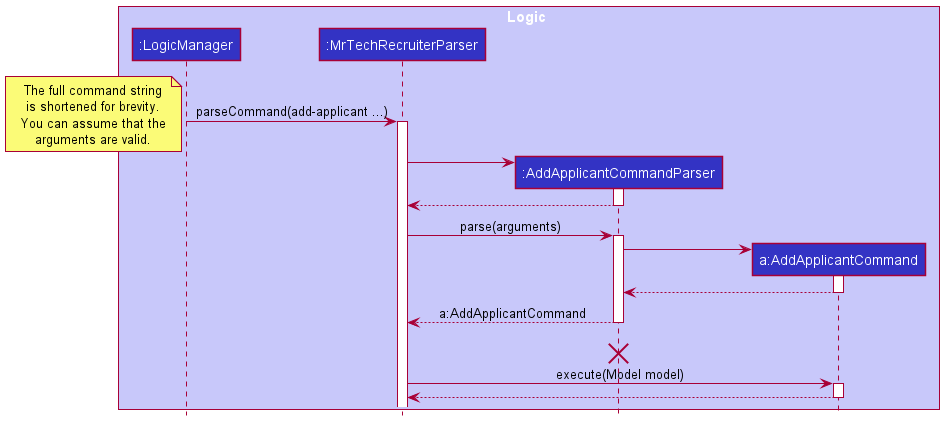 Logic
:LogicManager
:MrTechRecruiterParser
The full command string
is shortened for brevity.
You can assume that the
arguments are valid.
parseCommand(add-applicant ...)
:AddApplicantCommandParser
parse(arguments)
a:AddApplicantCommand
a:AddApplicantCommand
execute(Model model)